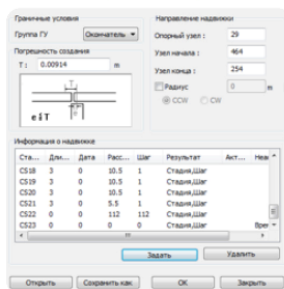 Граничные условия
Группа ГУ Окончатель
Погрешность создания
T : 0.00914 m
T
e й T
Направление надвижки
Опорный узел : 29
Узел начала : 464
Узел конца : 254
Радиус 0 m
CCW CW
Информация о надвижке
Ста... Дли... Дата Расс... Шаг Результат Акт... Неак
CS18 3 0 10.5 1 Стадия,Шаг
CS19 3 0 10.5 1 Стадия,Шаг
CS20 3 0 10.5 1 Стадия,Шаг
CS21 3 0 5.5 1 Стадия,Шаг
CS22 0 0 112 112 Стадия,Шаг
CS23 0 0 0 0 Стадия,Шаг Врем
Задать Удалить
Открыть Сохранить как OK Закрыть